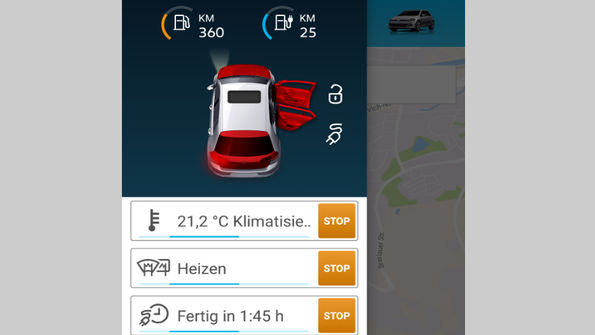 KM
360
KM
25
21,2 °C Klimatisie..
STOP
Heizen
STOP
Fertig in 1:45 h
STOP